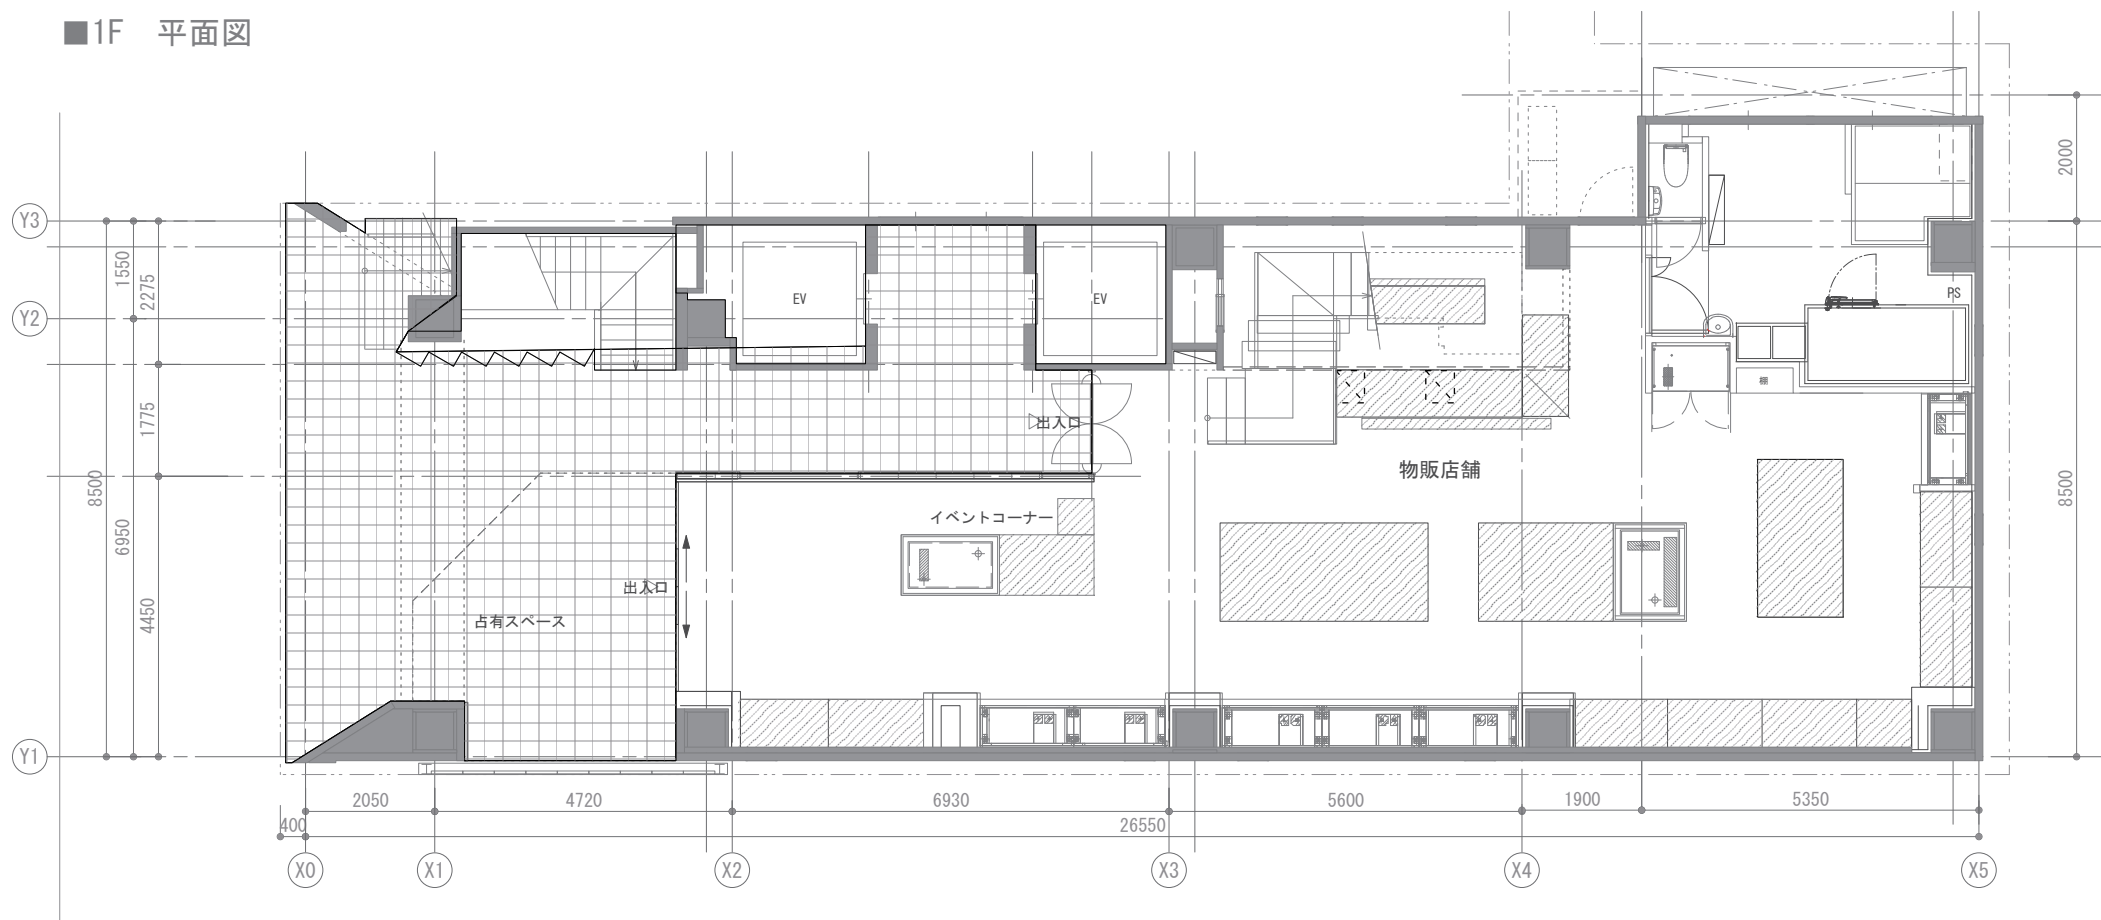 ■1F 平面図
2000
Y3
1550
2275
EV
EV
PS
Y2
棚
1775
出入口
物販店舗
8500
8500
イベントコーナー
6950
出入口
4450
占有スペース
Y1
2050
4720
6930
5600
1900
5350
400
26550
X0
X1
X2
X3
X4
X5